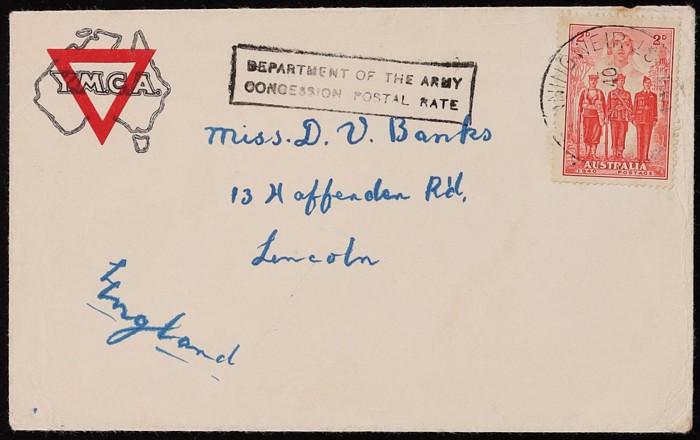 Y.M.C.A.
DEPARTMENT OF THE ARMY
CONCESSION POSTAL RATE
2D 2D
40
AUSTRALIA
1940 POSTAGE
Miss. D. V. Banks
13 Haffenden Rd,
Lincoln
England